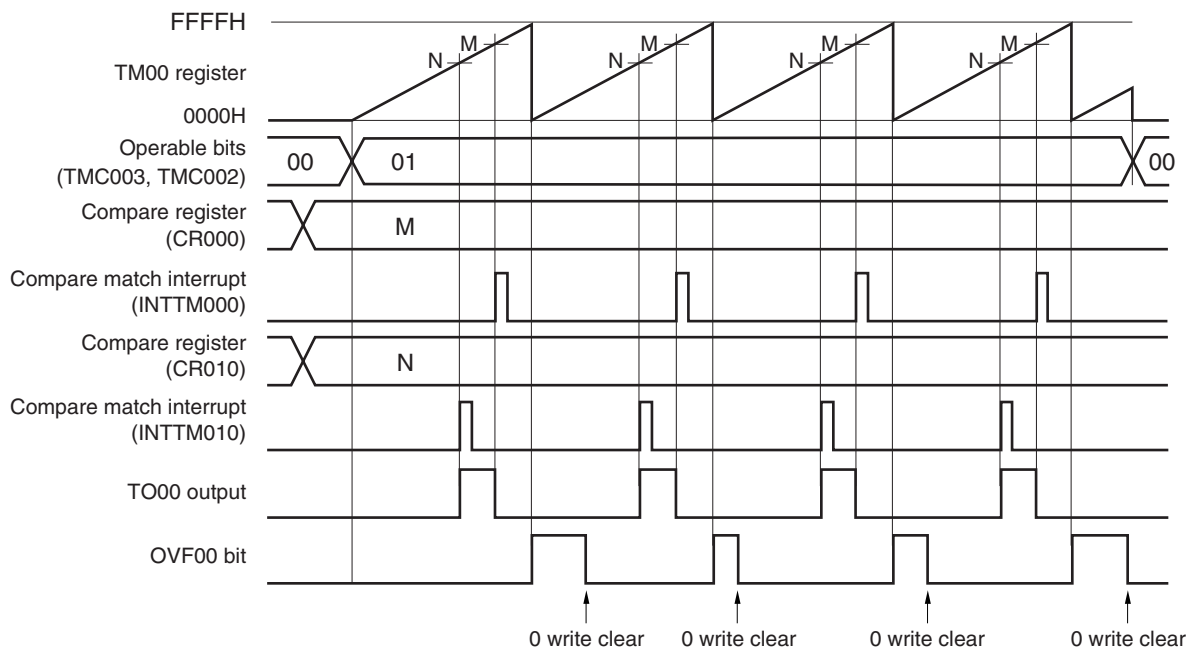 FFFFH
M M M M
N N N N
TM00 register
0000H
Operable bits
(TMC003, TMC002)
00 01 00
Compare register
(CR000)
M
Compare match interrupt
(INTTM000)
Compare register
(CR010)
N
Compare match interrupt
(INTTM010)
TO00 output
OVF00 bit
0 write clear 0 write clear 0 write clear 0 write clear